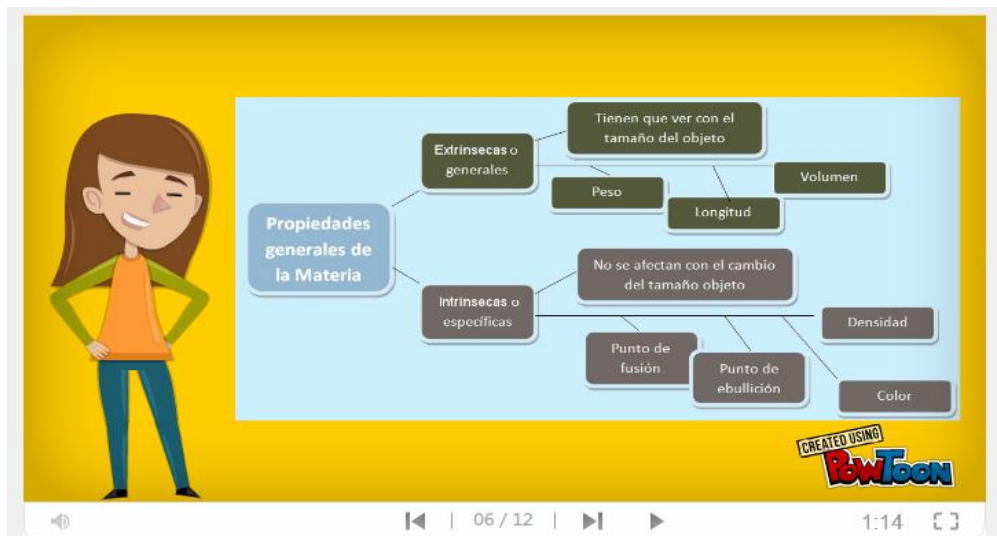 Propiedades
generales de
la Materia
Extrinsecas o
generales
Tienen que ver con el
tamaño del objeto
Peso
Longitud
Volumen
Intrinsecas o
específicas
No se afectan con el cambio
del tamaño objeto
Punto de
fusión
Punto de
ebullición
Densidad
Color
CREATED USING
POWTOON
06 / 12
1:14